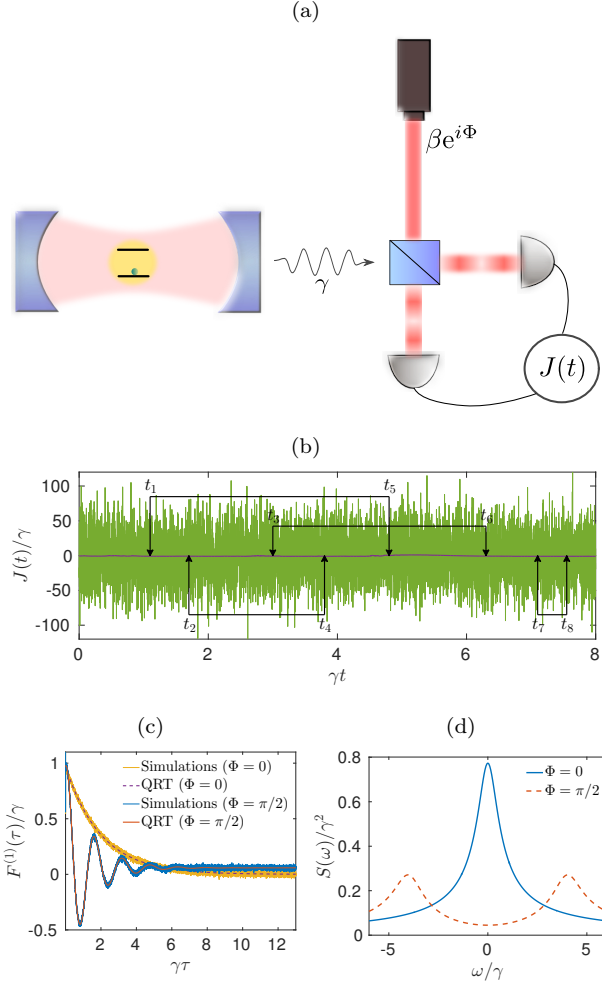 (a)
βe^{iΦ}
γ
J(t)
(b)
J(t)/γ
100
50
0
-50
-100
t_1
t_5
t_3
t_6
t_2
t_4
t_7
t_8
0
2
4
6
8
γt
(c)
F^{(1)}(τ)/γ
1
0.5
0
-0.5
Simulations (Φ = 0)
QRT (Φ = 0)
Simulations (Φ = π/2)
QRT (Φ = π/2)
2
4
6
8
10
12
γτ
(d)
S(ω)/γ^2
0.8
0.6
0.4
0.2
0
Φ = 0
Φ = π/2
-5
0
5
ω/γ